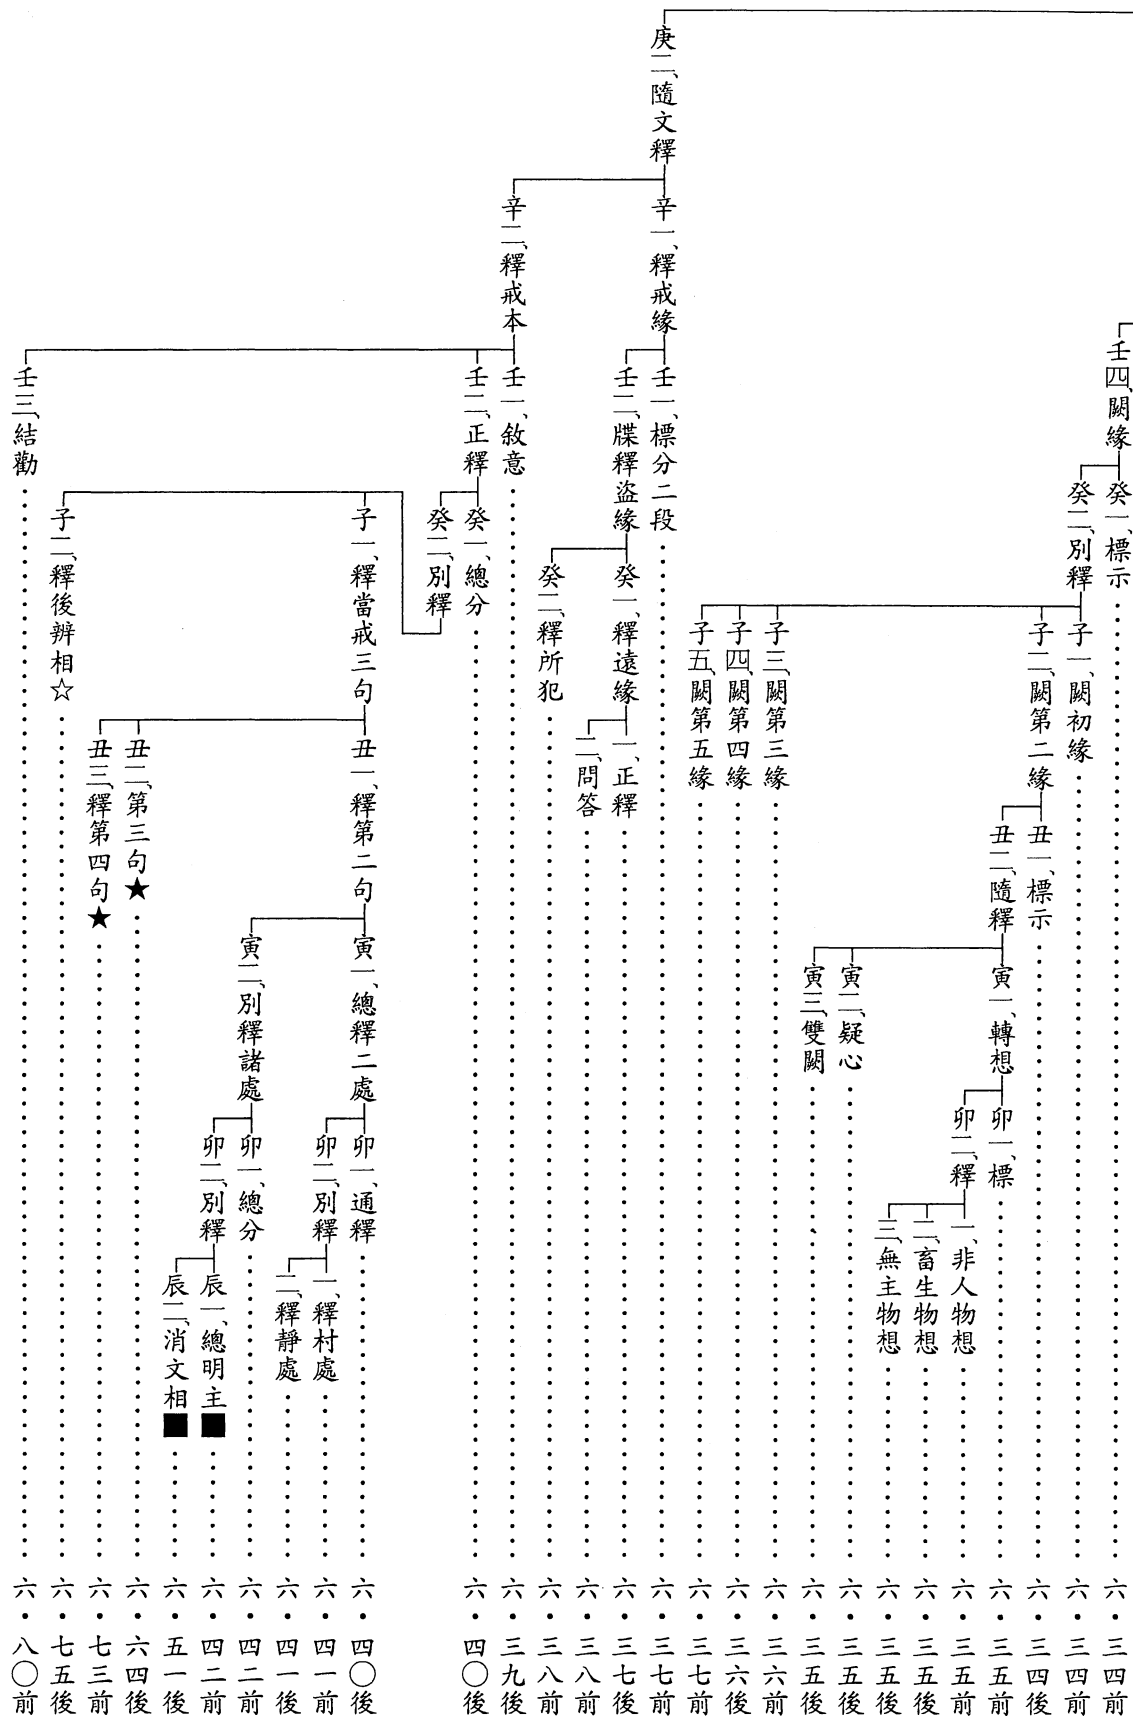 壬四、闕緣
癸一、標示………六・三四前
癸二、別釋
子一、闕初緣………六・三四前
子二、闕第二緣
丑一、標示………六・三四後
丑二、隨釋
寅一、轉想
卯一、標………六・三五前
卯二、釋
一、非人物想………六・三五前
二、畜生物想………六・三五後
三、無主物想………六・三五後
寅二、疑心………六・三五後
寅三、雙闕………六・三五後
子三、闕第三緣………六・三六前
子四、闕第四緣………六・三六後
子五、闕第五緣………六・三七前
庚二、隨文釋
辛一、釋戒緣
壬一、標分二段………六・三七前
壬二、牒釋盜緣
癸一、釋遠緣
一、正釋………六・三七後
二、問答………六・三八前
癸二、釋所犯………六・三八前
辛二、釋戒本
壬一、敘意………六・三九後
壬二、正釋
癸一、總分………六・四〇後
癸二、別釋
子一、釋當戒三句
丑一、釋第二句
寅一、總釋二處
卯一、通釋………六・四〇後
卯二、別釋
一、釋村處………六・四一前
二、釋靜處………六・四一後
寅二、別釋諸處
卯一、總分………六・四二前
卯二、別釋
辰一、總明主■………六・四二前
辰二、消文相■………六・五一後
丑二、第三句★………六・六四後
丑三、釋第四句★………六・七三前
子二、釋後辨相☆………六・七五後
壬三、結勸………六・八〇前